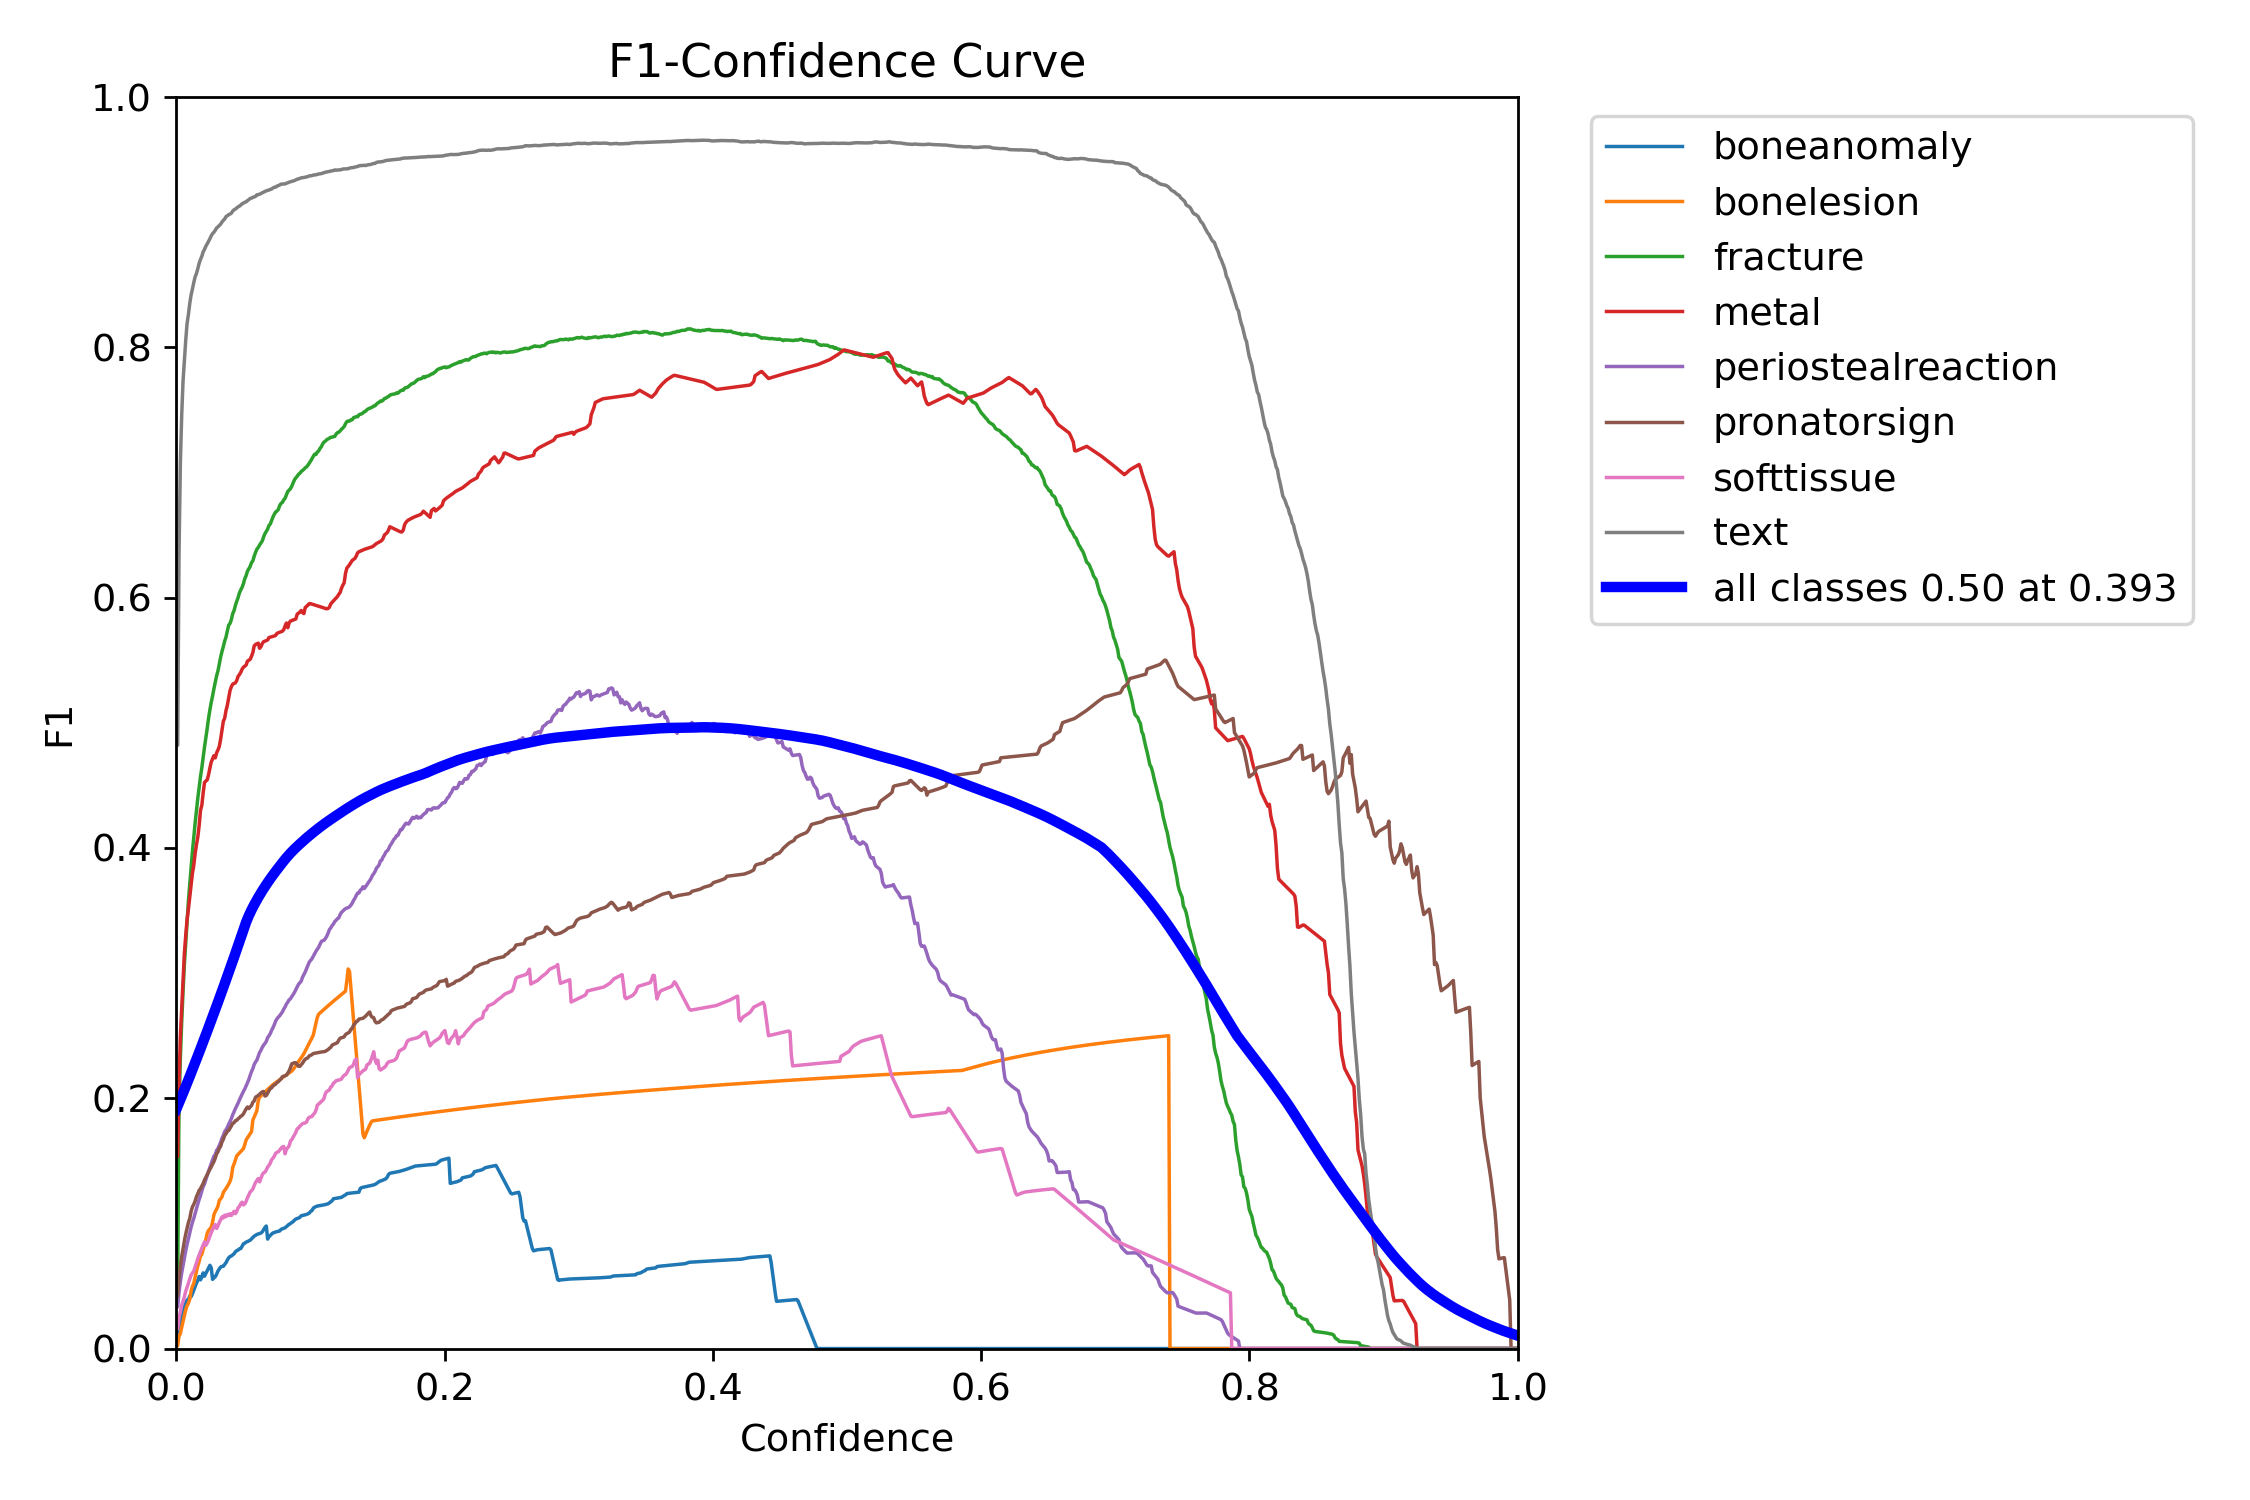 F1-Confidence Curve
1.0
0.8
0.6
0.4
0.2
0.0
F1
0.0 0.2 0.4 0.6 0.8 1.0
Confidence
boneanomaly
bonelesion
fracture
metal
periostealreaction
pronatorsign
softtissue
text
all classes 0.50 at 0.393